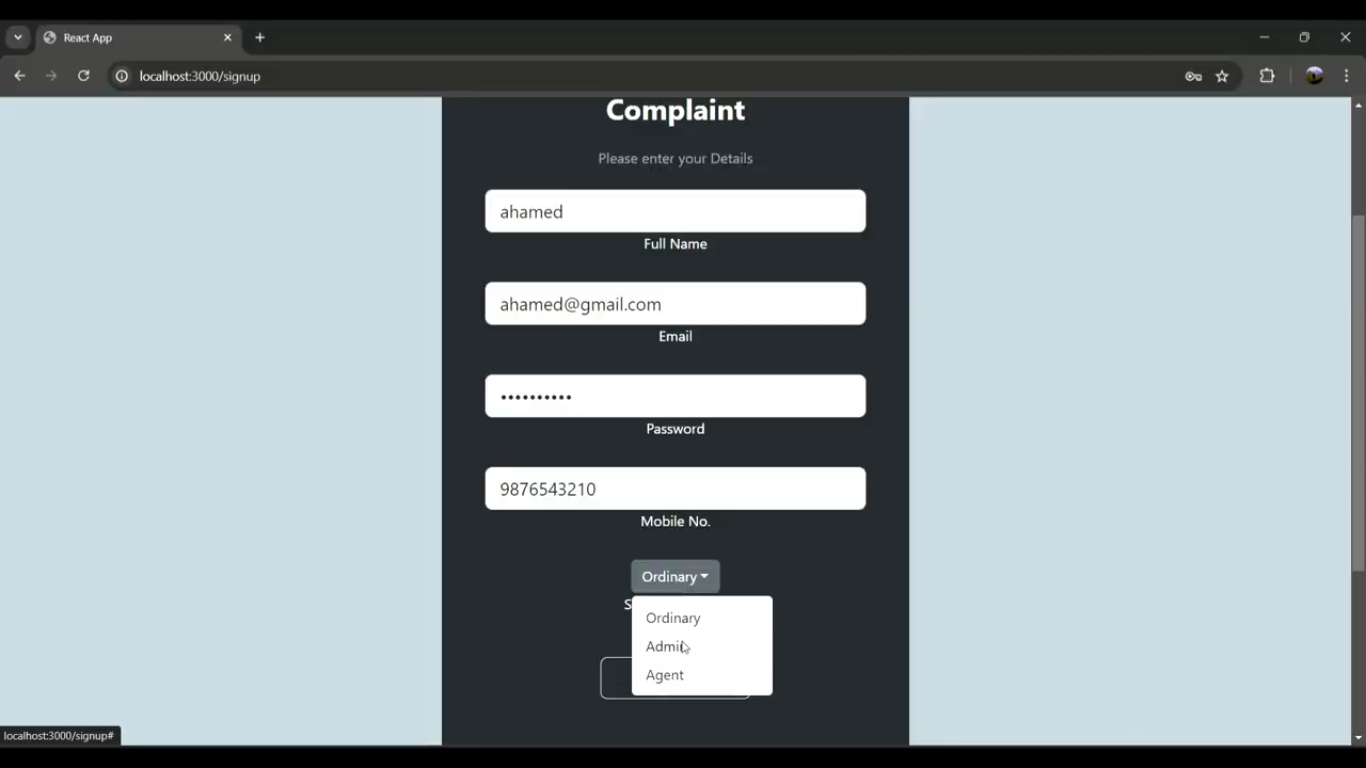 React App
localhost:3000/signup
Complaint
Please enter your Details
ahamed
Full Name
ahamed@gmail.com
Email
••••••••••
Password
9876543210
Mobile No.
Ordinary
Ordinary
Admin
Agent
localhost:3000/signup#